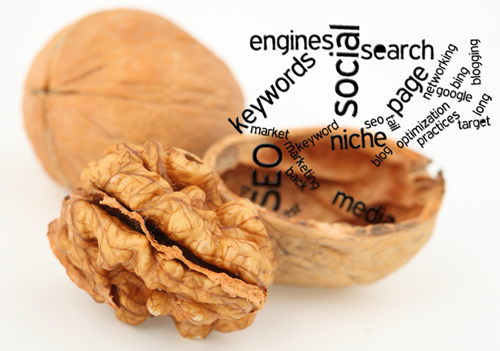 engines
social
search
keywords
page
networking
bing
blogging
google
long
market
keyword
seo
tail
optimization
practices
target
niche
blog
marketing
SEO
back
media